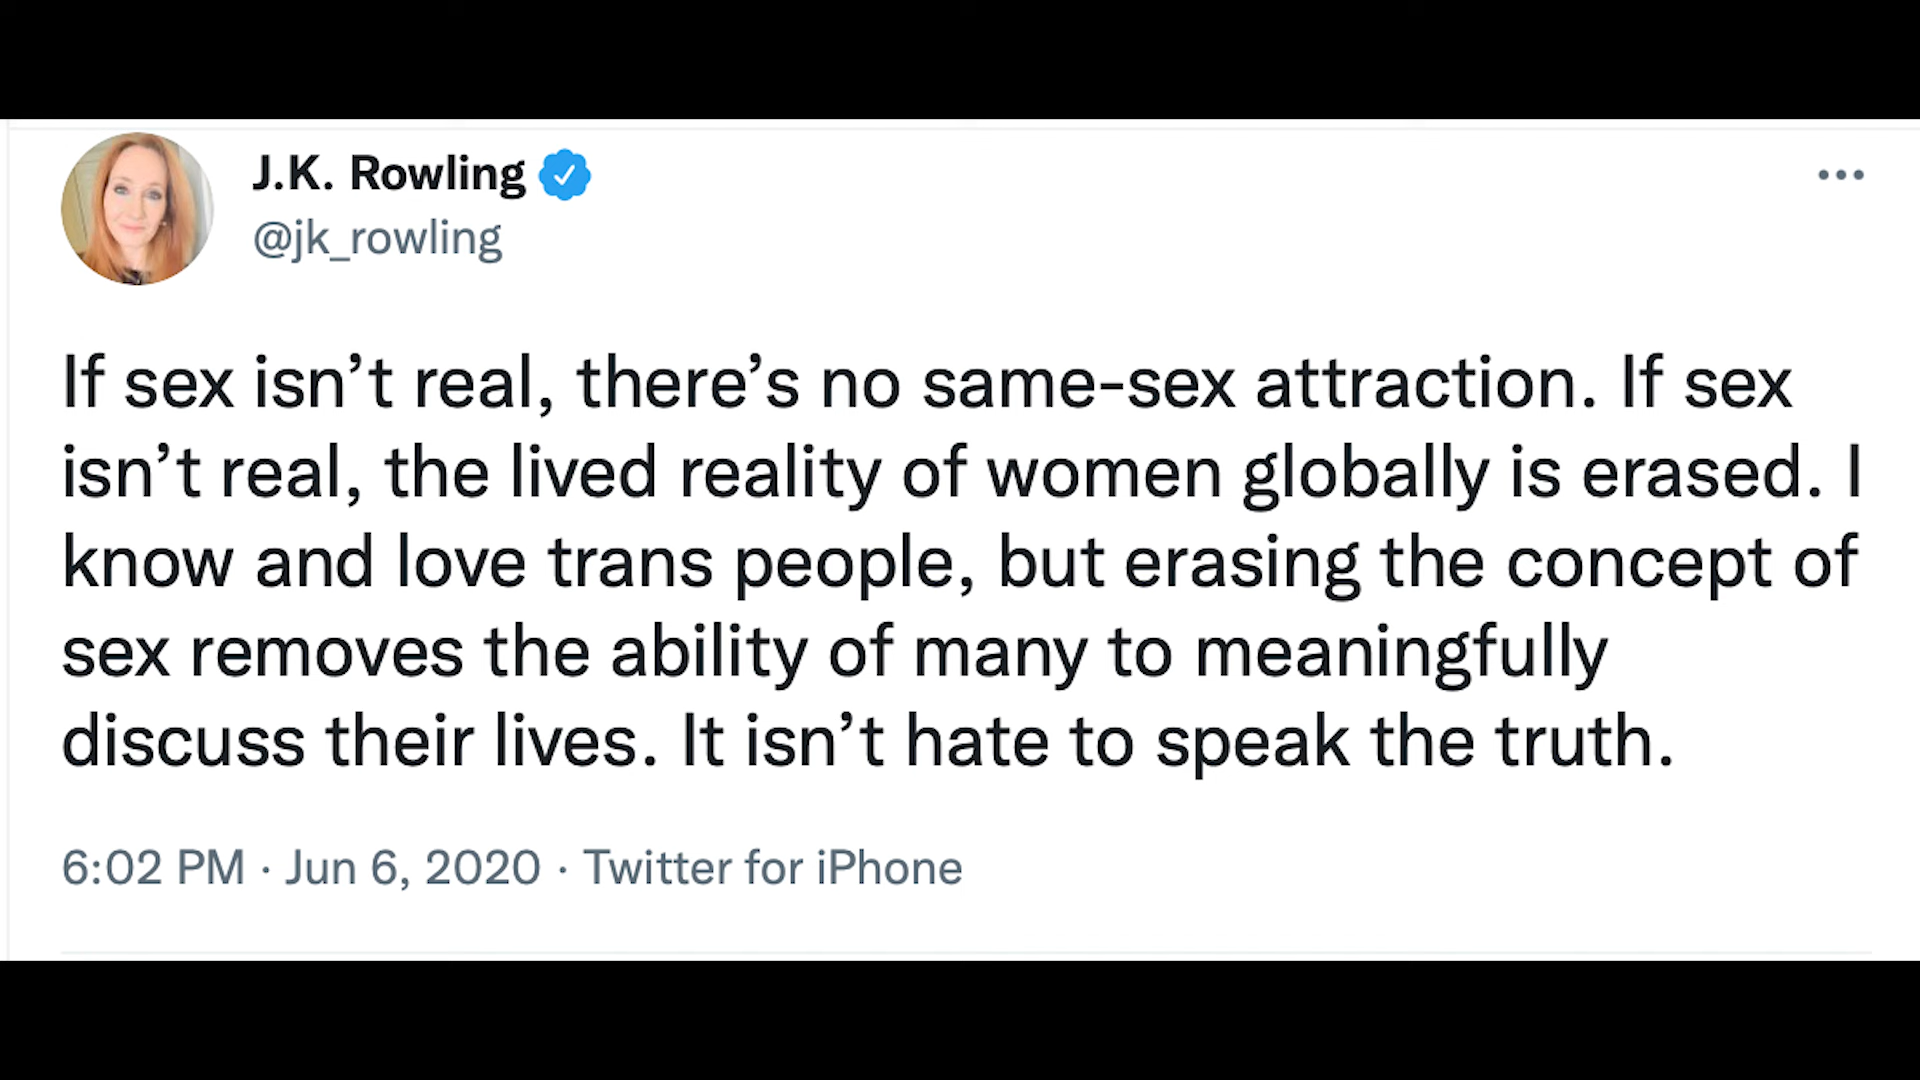 J.K. Rowling
@jk_rowling
If sex isn’t real, there’s no same-sex attraction. If sex
isn’t real, the lived reality of women globally is erased. I
know and love trans people, but erasing the concept of
sex removes the ability of many to meaningfully
discuss their lives. It isn’t hate to speak the truth.
6:02 PM · Jun 6, 2020 · Twitter for iPhone